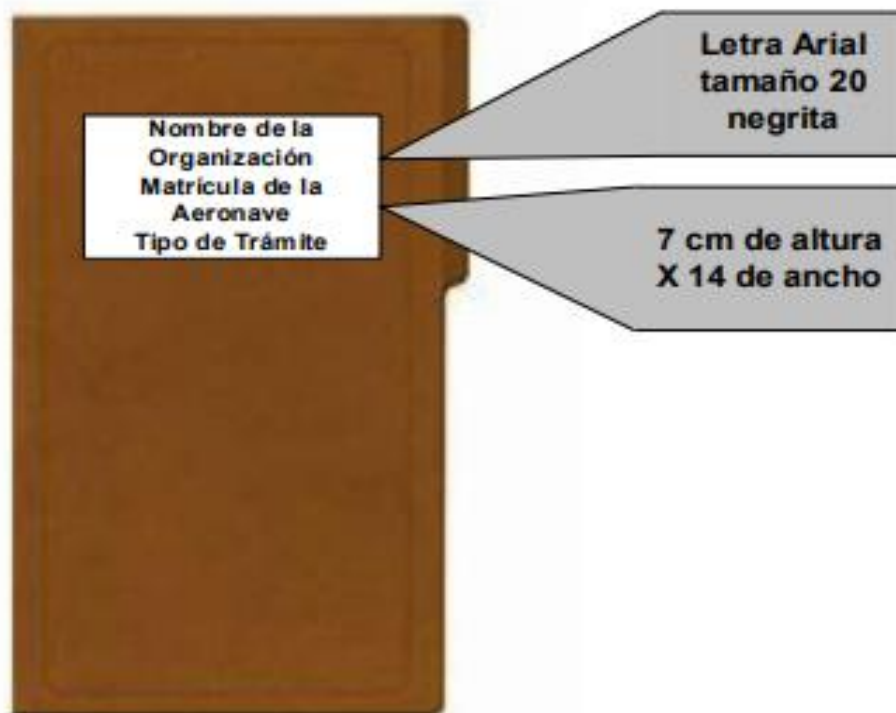 Nombre de la
Organización
Matrícula de la
Aeronave
Tipo de Trámite
Letra Arial
tamaño 20
negrita
7 cm de altura
X 14 de ancho